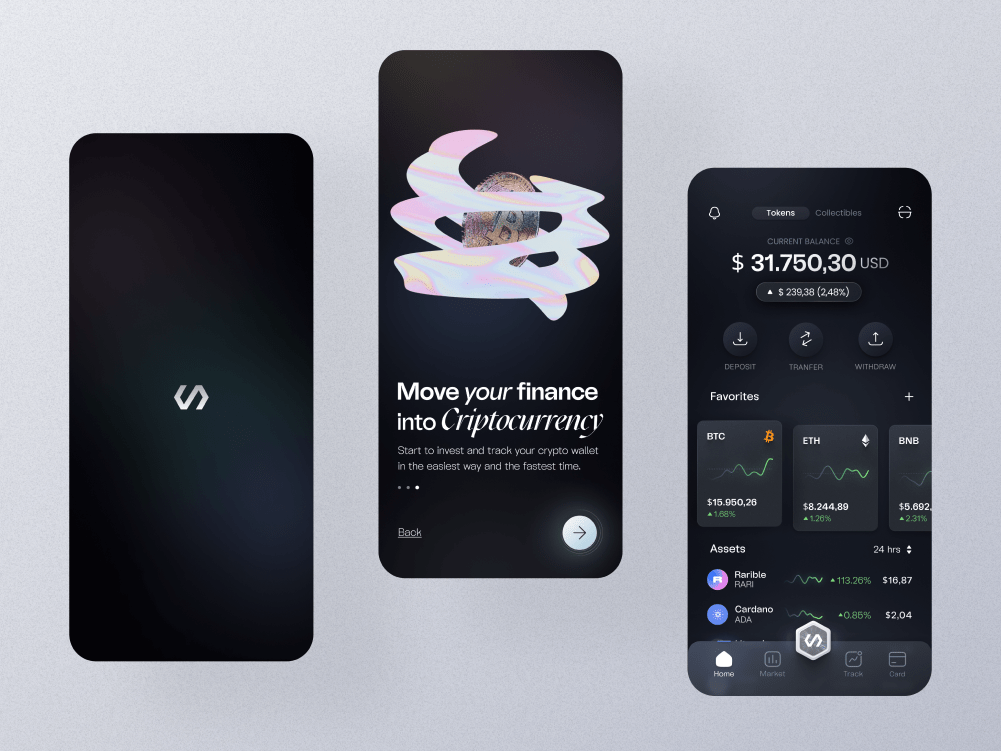 Move your finance
into Criptocurrency
Start to invest and track your crypto wallet
in the easiest way and the fastest time.
Back
Tokens
Collectibles
CURRENT BALANCE
$ 31.750,30 USD
$ 239,38 (2,48%)
DEPOSIT
TRANFER
WITHDRAW
Favorites
BTC
$15.950,26
1.68%
ETH
$8.244,89
1.26%
BNB
$5.692,
2.31%
Assets
24 hrs
Rarible
RARI
113.26%
$16,87
Cardano
ADA
0.85%
$2,04
Home
Market
Track
Card